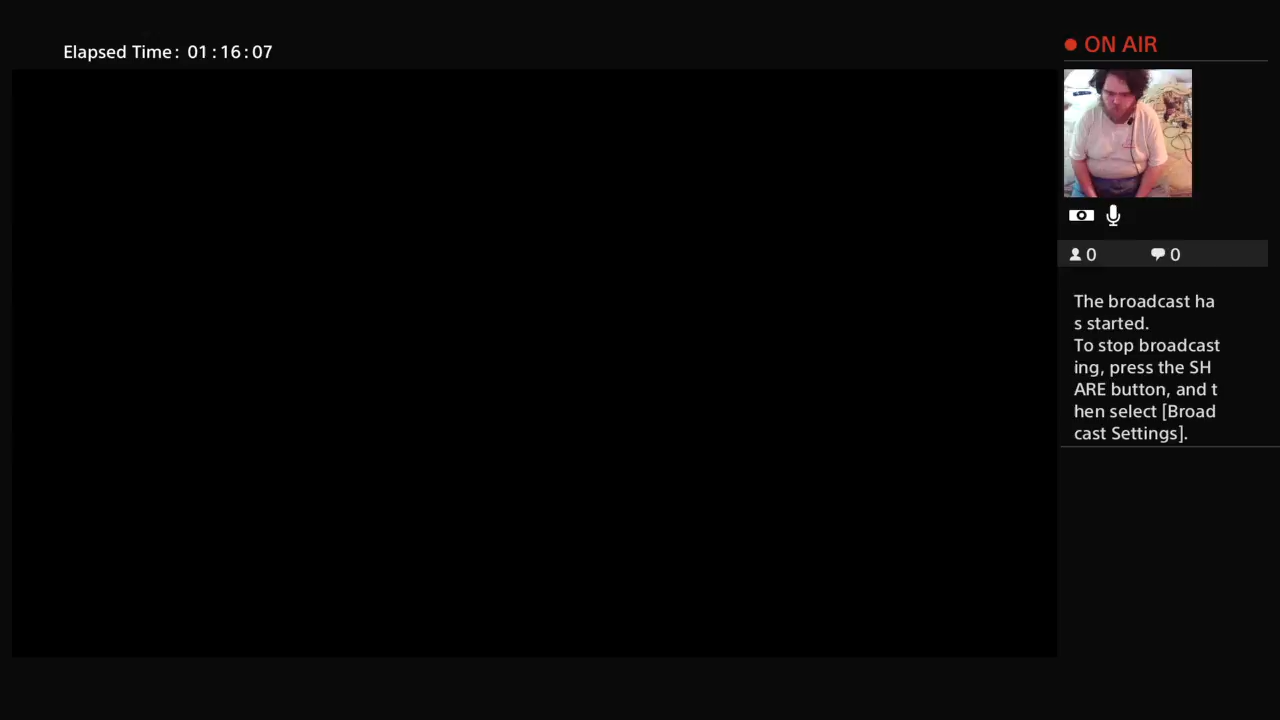 Elapsed Time: 01:16:07
ON AIR
0 0
The broadcast ha
s started.
To stop broadcast
ing, press the SH
ARE button, and t
hen select [Broad
cast Settings].